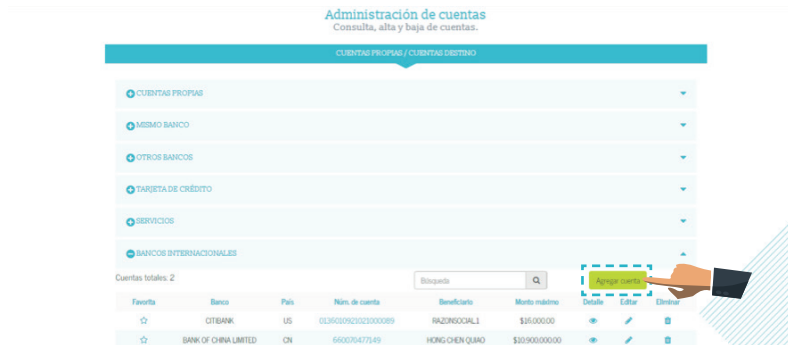 Administración de cuentas
Consulta, alta y baja de cuentas.
CUENTAS PROPIAS / CUENTAS DESTINO
CUENTAS PROPIAS
MISMO BANCO
OTROS BANCOS
TARJETA DE CRÉDITO
SERVICIOS
BANCOS INTERNACIONALES
Cuentas totales: 2
Búsqueda
Agregar cuenta
Favorita Banco País Núm. de cuenta Beneficiario Monto máximo Detalle Editar Eliminar
CITIBANK US 0136010921021000089 RAZONSOCIAL1 $16,000.00
BANK OF CHINA LIMITED CN 660070477149 HONG CHEN QUIAO $10,900,000.00